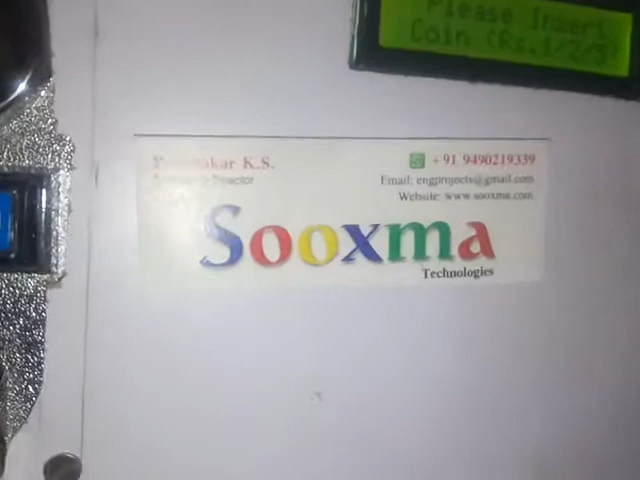 Please Insert
Coin (Rs.1/2/5
K.S.
Director
+91 9490219339
Email: engprojects@gmail.com
Website: www.sooxma.com
Sooxma
Technologies